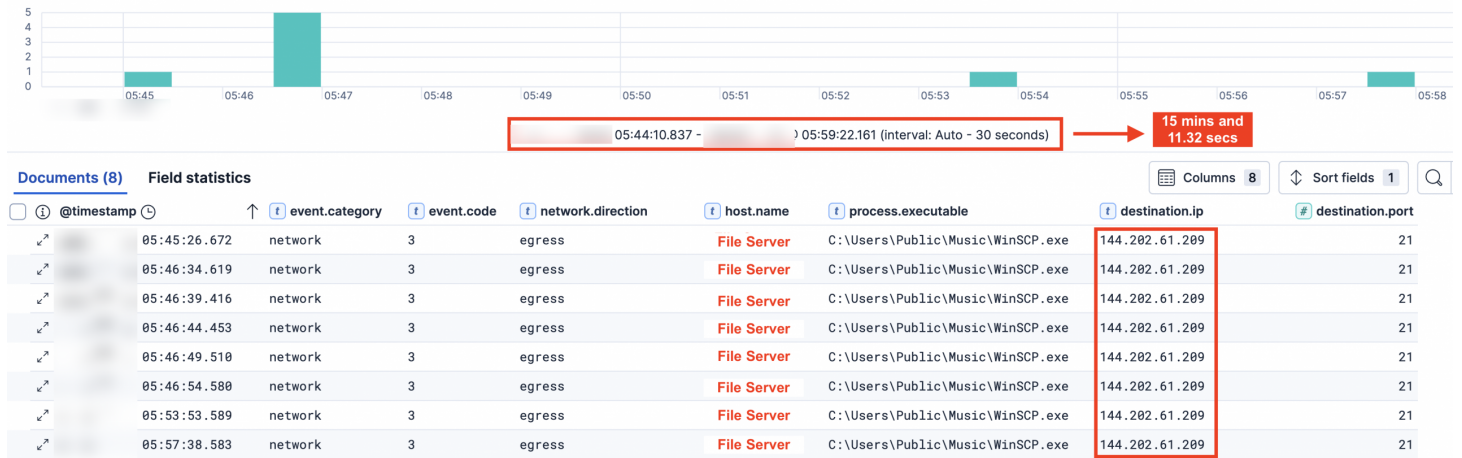 5
4
3
2
1
0
05:45 05:46 05:47 05:48 05:49 05:50 05:51 05:52 05:53 05:54 05:55 05:56 05:57 05:58
05:44:10.837 - 05:59:22.161 (interval: Auto - 30 seconds)
15 mins and
11.32 secs
Documents (8) Field statistics
Columns 8 Sort fields 1
@timestamp t event.category t event.code t network.direction t host.name t process.executable t destination.ip # destination.port
05:45:26.672 network 3 egress File Server C:\Users\Public\Music\WinSCP.exe 144.202.61.209 21
05:46:34.619 network 3 egress File Server C:\Users\Public\Music\WinSCP.exe 144.202.61.209 21
05:46:39.416 network 3 egress File Server C:\Users\Public\Music\WinSCP.exe 144.202.61.209 21
05:46:44.453 network 3 egress File Server C:\Users\Public\Music\WinSCP.exe 144.202.61.209 21
05:46:49.510 network 3 egress File Server C:\Users\Public\Music\WinSCP.exe 144.202.61.209 21
05:46:54.580 network 3 egress File Server C:\Users\Public\Music\WinSCP.exe 144.202.61.209 21
05:53:53.589 network 3 egress File Server C:\Users\Public\Music\WinSCP.exe 144.202.61.209 21
05:57:38.583 network 3 egress File Server C:\Users\Public\Music\WinSCP.exe 144.202.61.209 21